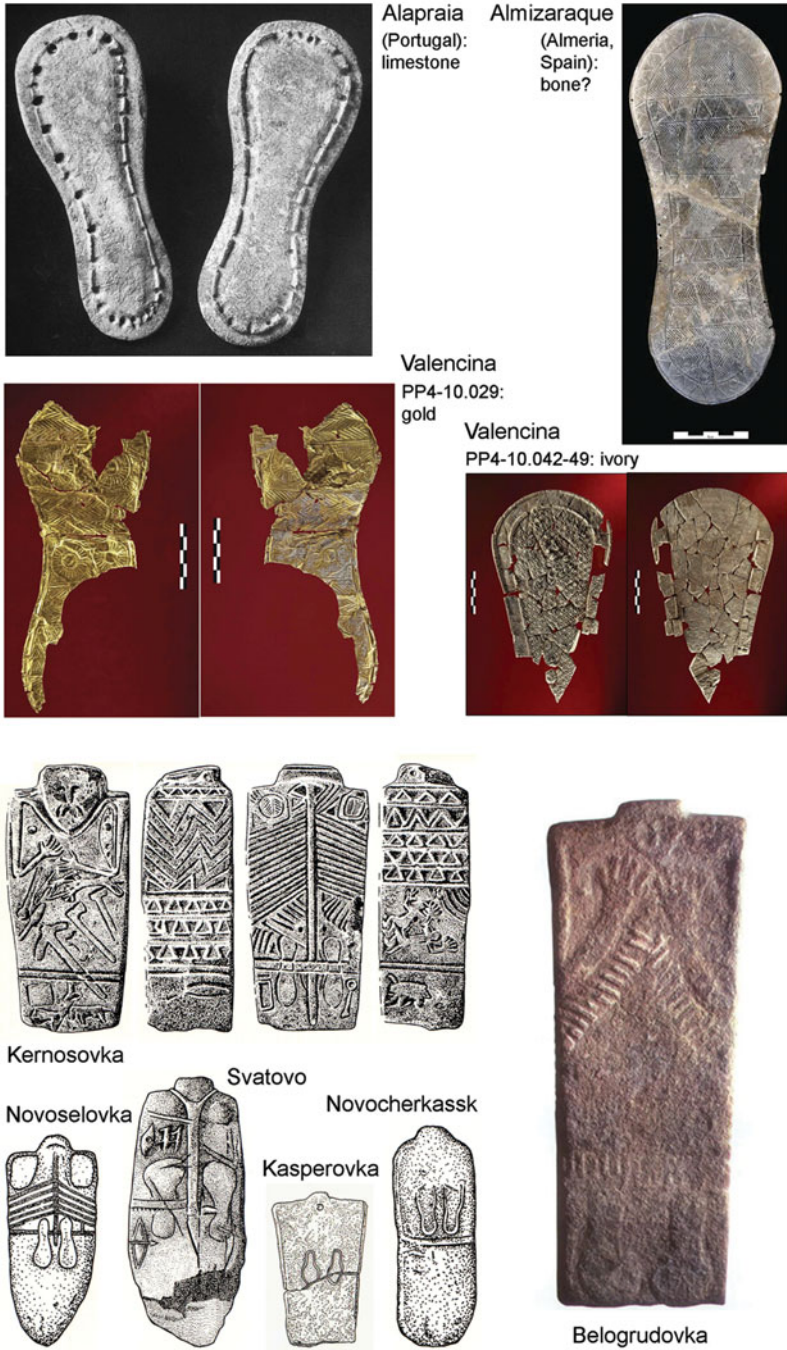 Alapraia
(Portugal):
limestone
Almizaraque
(Almeria,
Spain):
bone?
Valencina
PP4-10.029:
gold
Valencina
PP4-10.042-49: ivory
Kernosovka
Svatovo
Novoselovka
Novocherkassk
Kasperovka
Belogrudovka